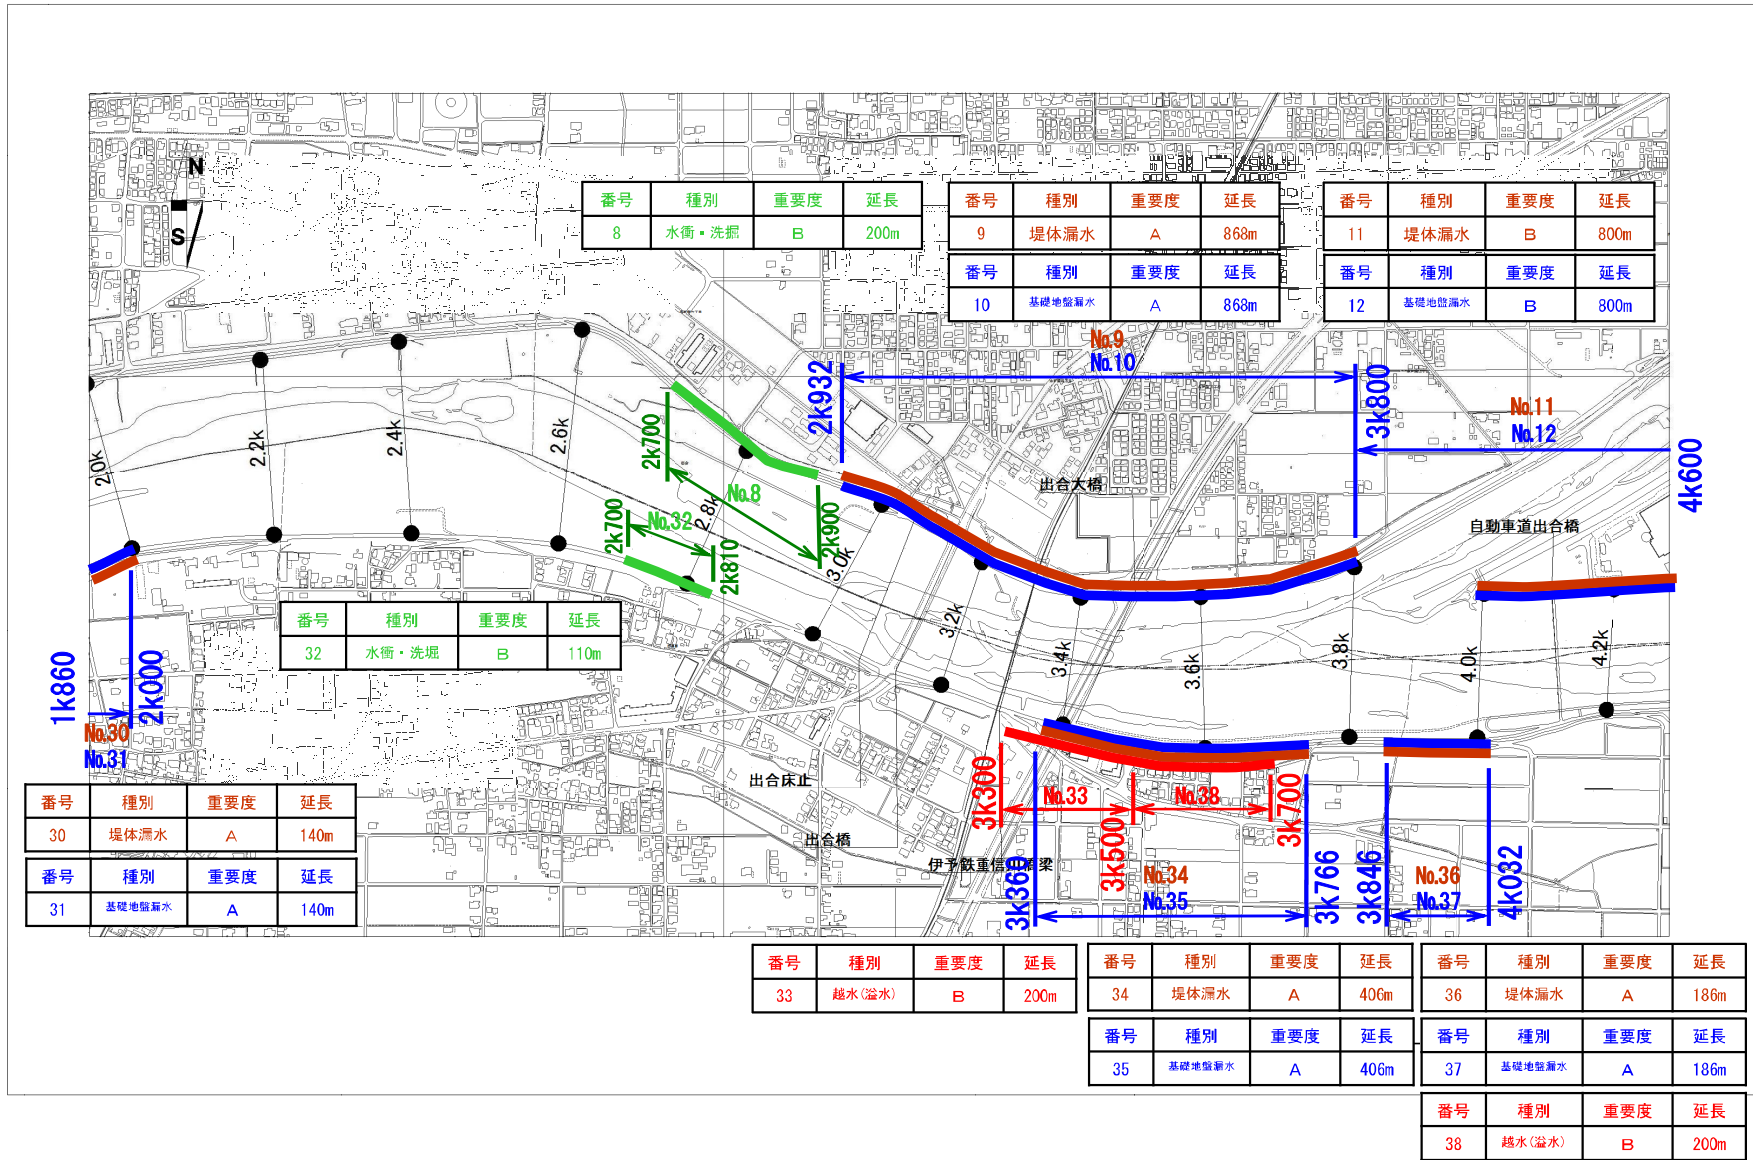 N
S
番号 種別 重要度 延長
8 水衝・洗掘 B 200m
番号 種別 重要度 延長
9 堤体漏水 A 868m
番号 種別 重要度 延長
10 基礎地盤漏水 A 868m
番号 種別 重要度 延長
11 堤体漏水 B 800m
番号 種別 重要度 延長
12 基礎地盤漏水 B 800m
No.9
No.10
2k932
3k800
No.11
No.12
4k600
2k700
No.8
2k900
2k700
No.32
2k810
2.0k
2.2k
2.4k
2.6k
2.8k
3.0k
3.2k
3.4k
3.6k
3.8k
4.0k
4.2k
出合大橋
自動車道出合橋
番号 種別 重要度 延長
32 水衝・洗堀 B 110m
1k860
2k000
No.30
No.31
番号 種別 重要度 延長
30 堤体漏水 A 140m
番号 種別 重要度 延長
31 基礎地盤漏水 A 140m
出合床止
出合橋
伊予鉄重信川橋梁
3k300
No.33
3k500
No.38
3k700
3k360
No.34
No.35
3k766
3k846
No.36
No.37
4k032
番号 種別 重要度 延長
33 越水(溢水) B 200m
番号 種別 重要度 延長
34 堤体漏水 A 406m
番号 種別 重要度 延長
35 基礎地盤漏水 A 406m
番号 種別 重要度 延長
36 堤体漏水 A 186m
番号 種別 重要度 延長
37 基礎地盤漏水 A 186m
番号 種別 重要度 延長
38 越水(溢水) B 200m